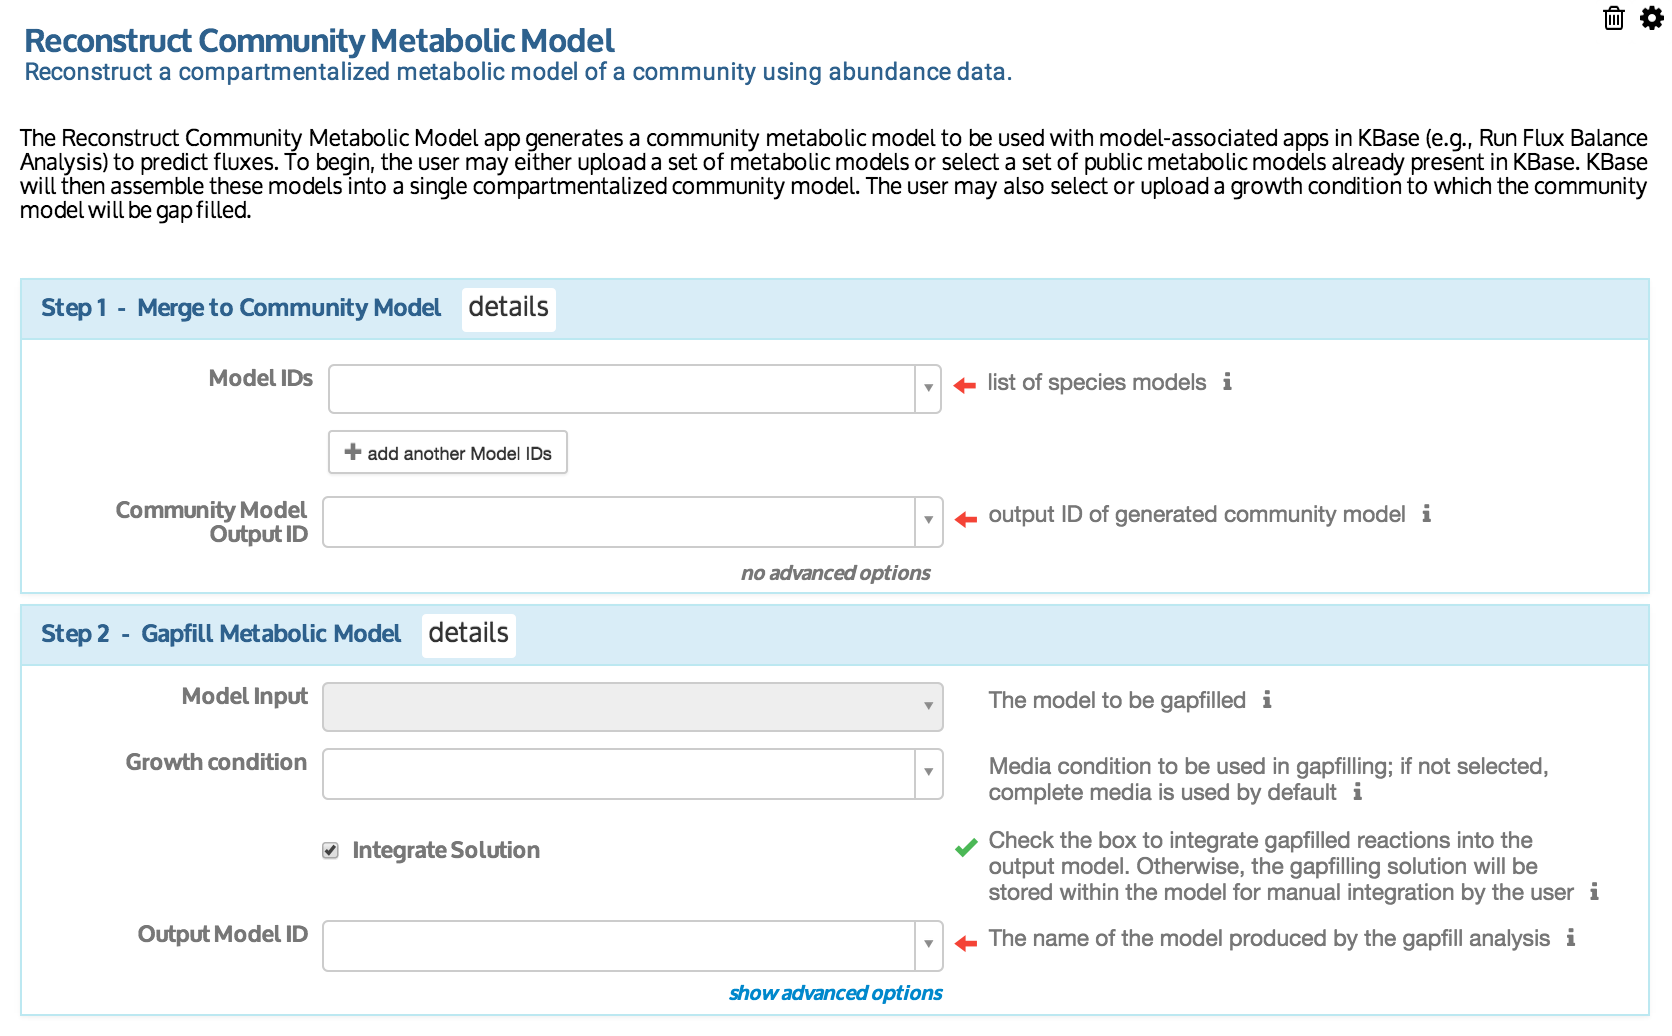 Reconstruct Community Metabolic Model
Reconstruct a compartmentalized metabolic model of a community using abundance data.
The Reconstruct Community Metabolic Model app generates a community metabolic model to be used with model-associated apps in KBase (e.g., Run Flux Balance
Analysis) to predict fluxes. To begin, the user may either upload a set of metabolic models or select a set of public metabolic models already present in KBase. KBase
will then assemble these models into a single compartmentalized community model. The user may also select or upload a growth condition to which the community
model will be gap filled.
Step 1 - Merge to Community Model details
Model IDs
list of species models
add another Model IDs
Community Model
Output ID
output ID of generated community model
no advanced options
Step 2 - Gapfill Metabolic Model details
Model Input
The model to be gapfilled
Growth condition
Media condition to be used in gapfilling; if not selected,
complete media is used by default
Integrate Solution
Check the box to integrate gapfilled reactions into the
output model. Otherwise, the gapfilling solution will be
stored within the model for manual integration by the user
Output Model ID
The name of the model produced by the gapfill analysis
show advanced options